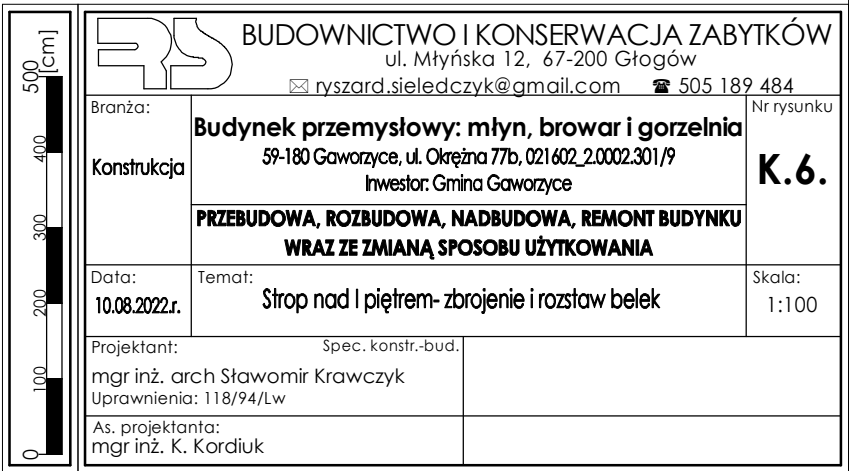 500
[cm]
400
300
200
100
0
RS
BUDOWNICTWO I KONSERWACJA ZABYTKÓW
ul. Młyńska 12, 67-200 Głogów
✉ ryszard.sieledczyk@gmail.com ☎ 505 189 484
Branża:
Konstrukcja
Budynek przemysłowy: młyn, browar i gorzelnia
59-180 Gaworzyce, ul. Okrężna 77b, 021602_2.0002.301/9
Inwestor: Gmina Gaworzyce
PRZEBUDOWA, ROZBUDOWA, NADBUDOWA, REMONT BUDYNKU
WRAZ ZE ZMIANĄ SPOSOBU UŻYTKOWANIA
Nr rysunku
K.6.
Data:
10.08.2022.r.
Temat:
Strop nad I piętrem- zbrojenie i rozstaw belek
Skala:
1:100
Projektant: Spec. konstr.-bud.
mgr inż. arch Sławomir Krawczyk
Uprawnienia: 118/94/Lw
As. projektanta:
mgr inż. K. Kordiuk